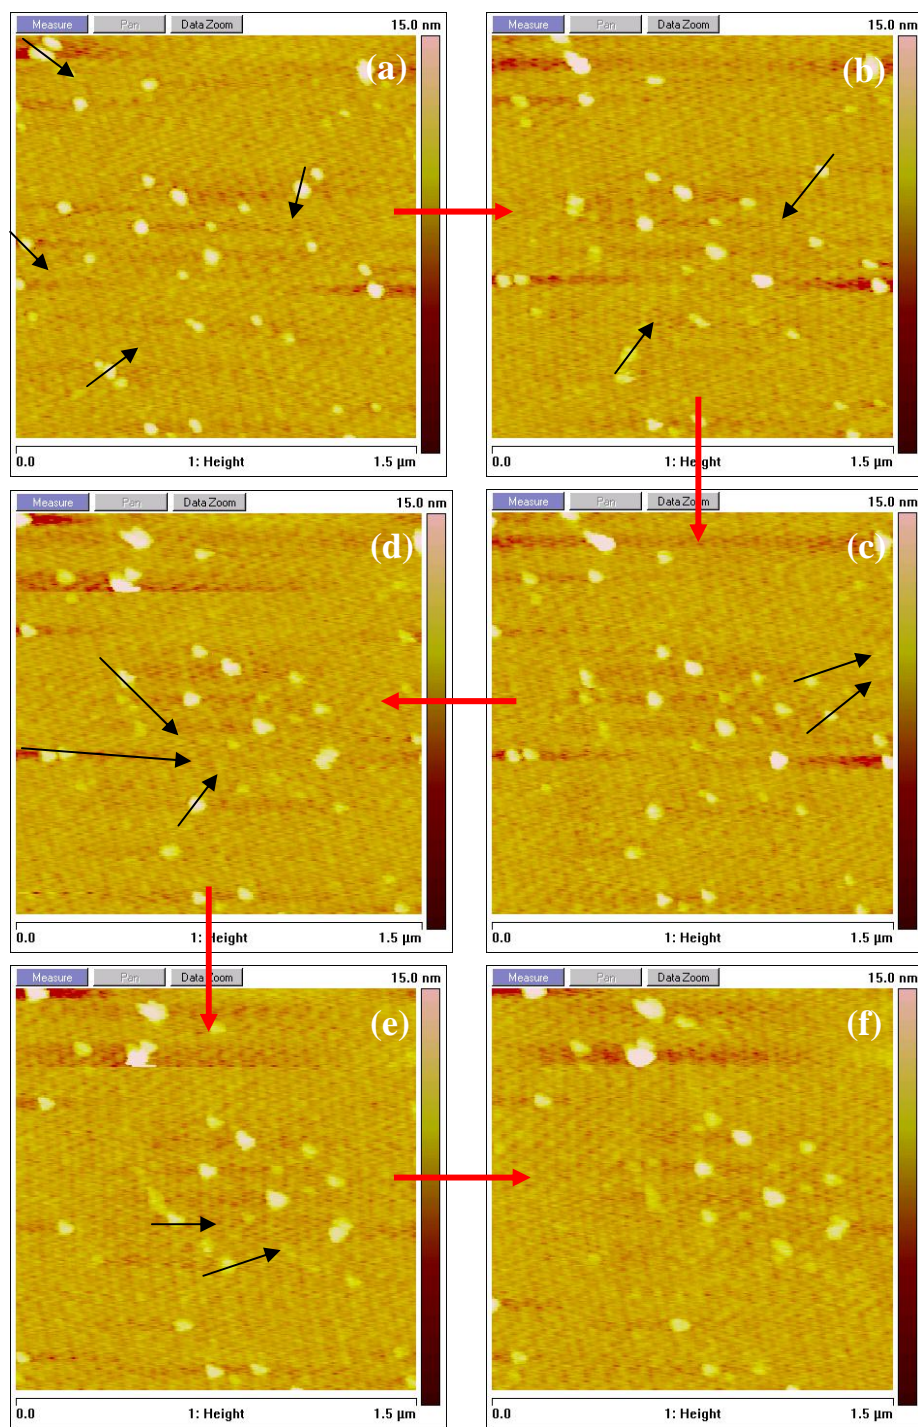 Measure Pan Data Zoom 15.0 nm
(a)
0.0 1: Height 1.5 µm
Measure Pan Data Zoom 15.0 nm
(b)
0.0 1: Height 1.5 µm
Measure Pan Data Zoom 15.0 nm
(d)
0.0 1: Height 1.5 µm
Measure Pan Data Zoom 15.0 nm
(c)
0.0 1: Height 1.5 µm
Measure Pan Data Zoom 15.0 nm
(e)
0.0 1: Height 1.5 µm
Measure Pan Data Zoom 15.0 nm
(f)
0.0 1: Height 1.5 µm